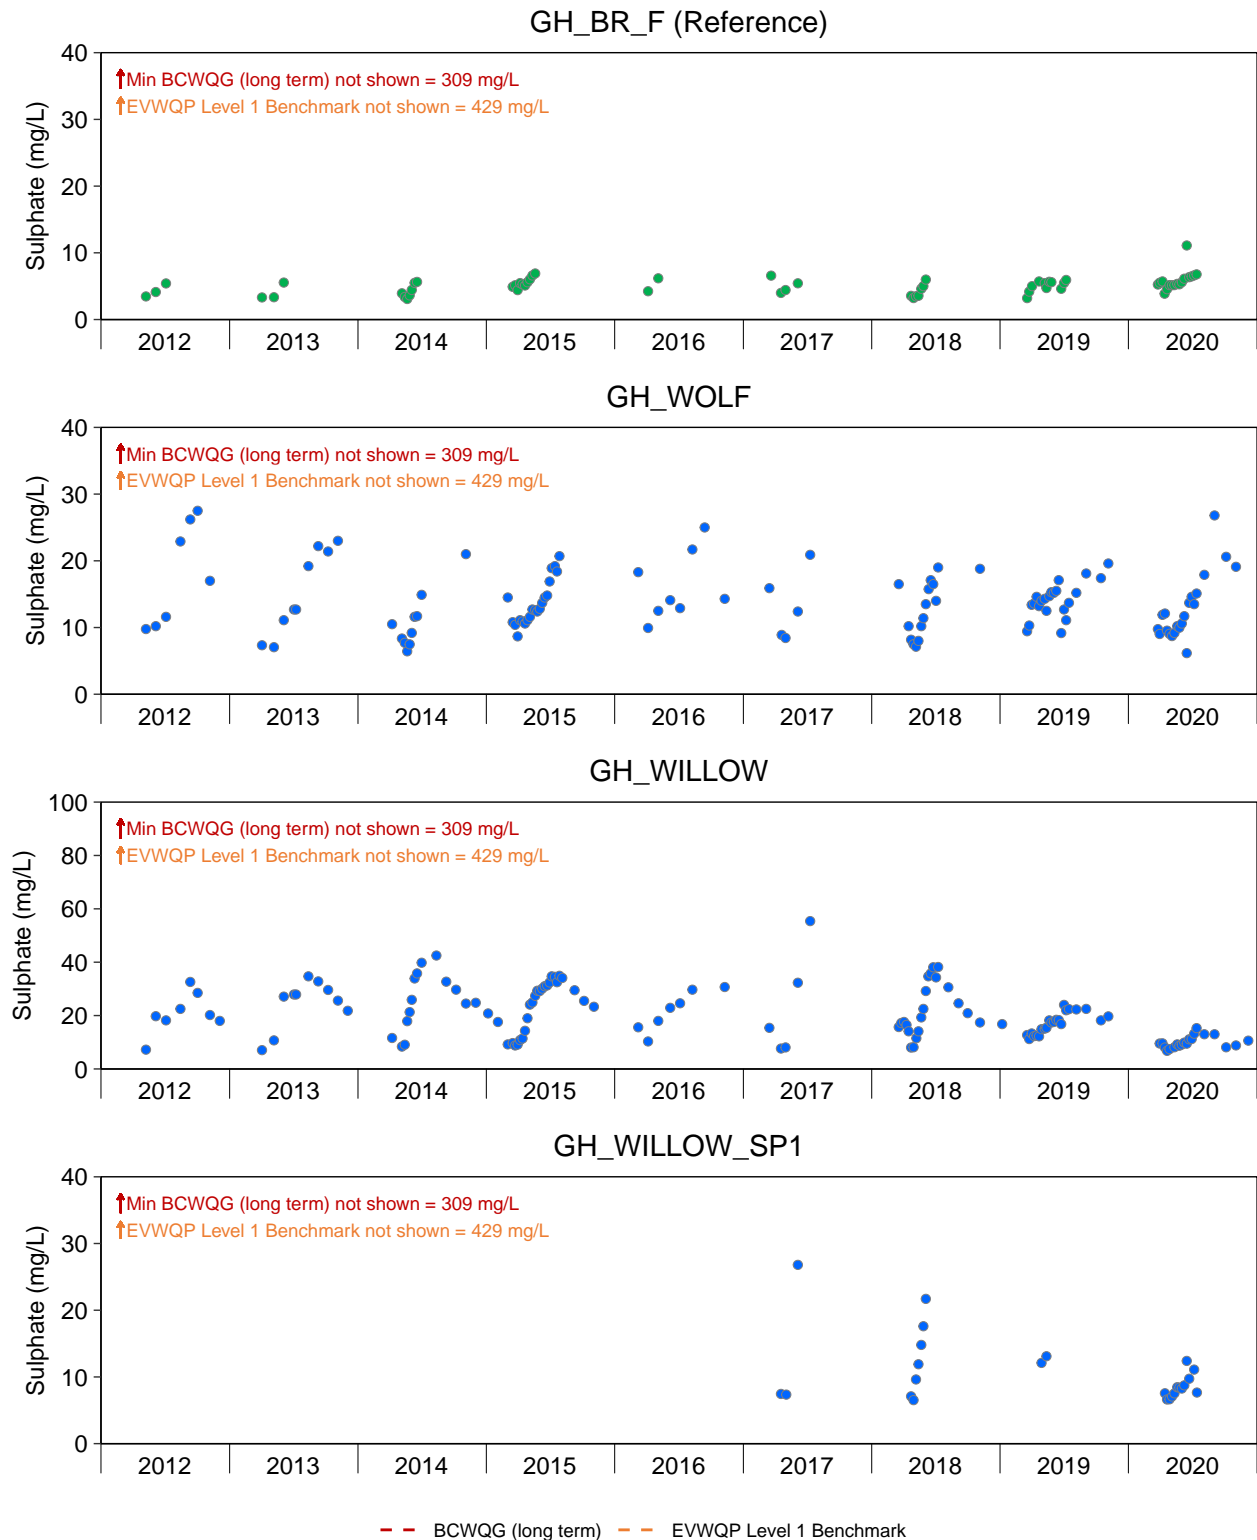 GH_BR_F (Reference)
40
30
20
10
0
Sulphate (mg/L)
Min BCWQG (long term) not shown = 309 mg/L
EVWQP Level 1 Benchmark not shown = 429 mg/L
2012 2013 2014 2015 2016 2017 2018 2019 2020
GH_WOLF
40
30
20
10
0
Sulphate (mg/L)
Min BCWQG (long term) not shown = 309 mg/L
EVWQP Level 1 Benchmark not shown = 429 mg/L
2012 2013 2014 2015 2016 2017 2018 2019 2020
GH_WILLOW
100
80
60
40
20
0
Sulphate (mg/L)
Min BCWQG (long term) not shown = 309 mg/L
EVWQP Level 1 Benchmark not shown = 429 mg/L
2012 2013 2014 2015 2016 2017 2018 2019 2020
GH_WILLOW_SP1
40
30
20
10
0
Sulphate (mg/L)
Min BCWQG (long term) not shown = 309 mg/L
EVWQP Level 1 Benchmark not shown = 429 mg/L
2012 2013 2014 2015 2016 2017 2018 2019 2020
BCWQG (long term) EVWQP Level 1 Benchmark